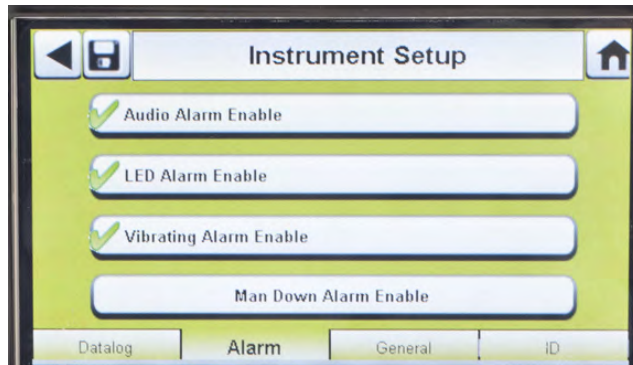 Instrument Setup
Audio Alarm Enable
LED Alarm Enable
Vibrating Alarm Enable
Man Down Alarm Enable
Datalog Alarm General ID